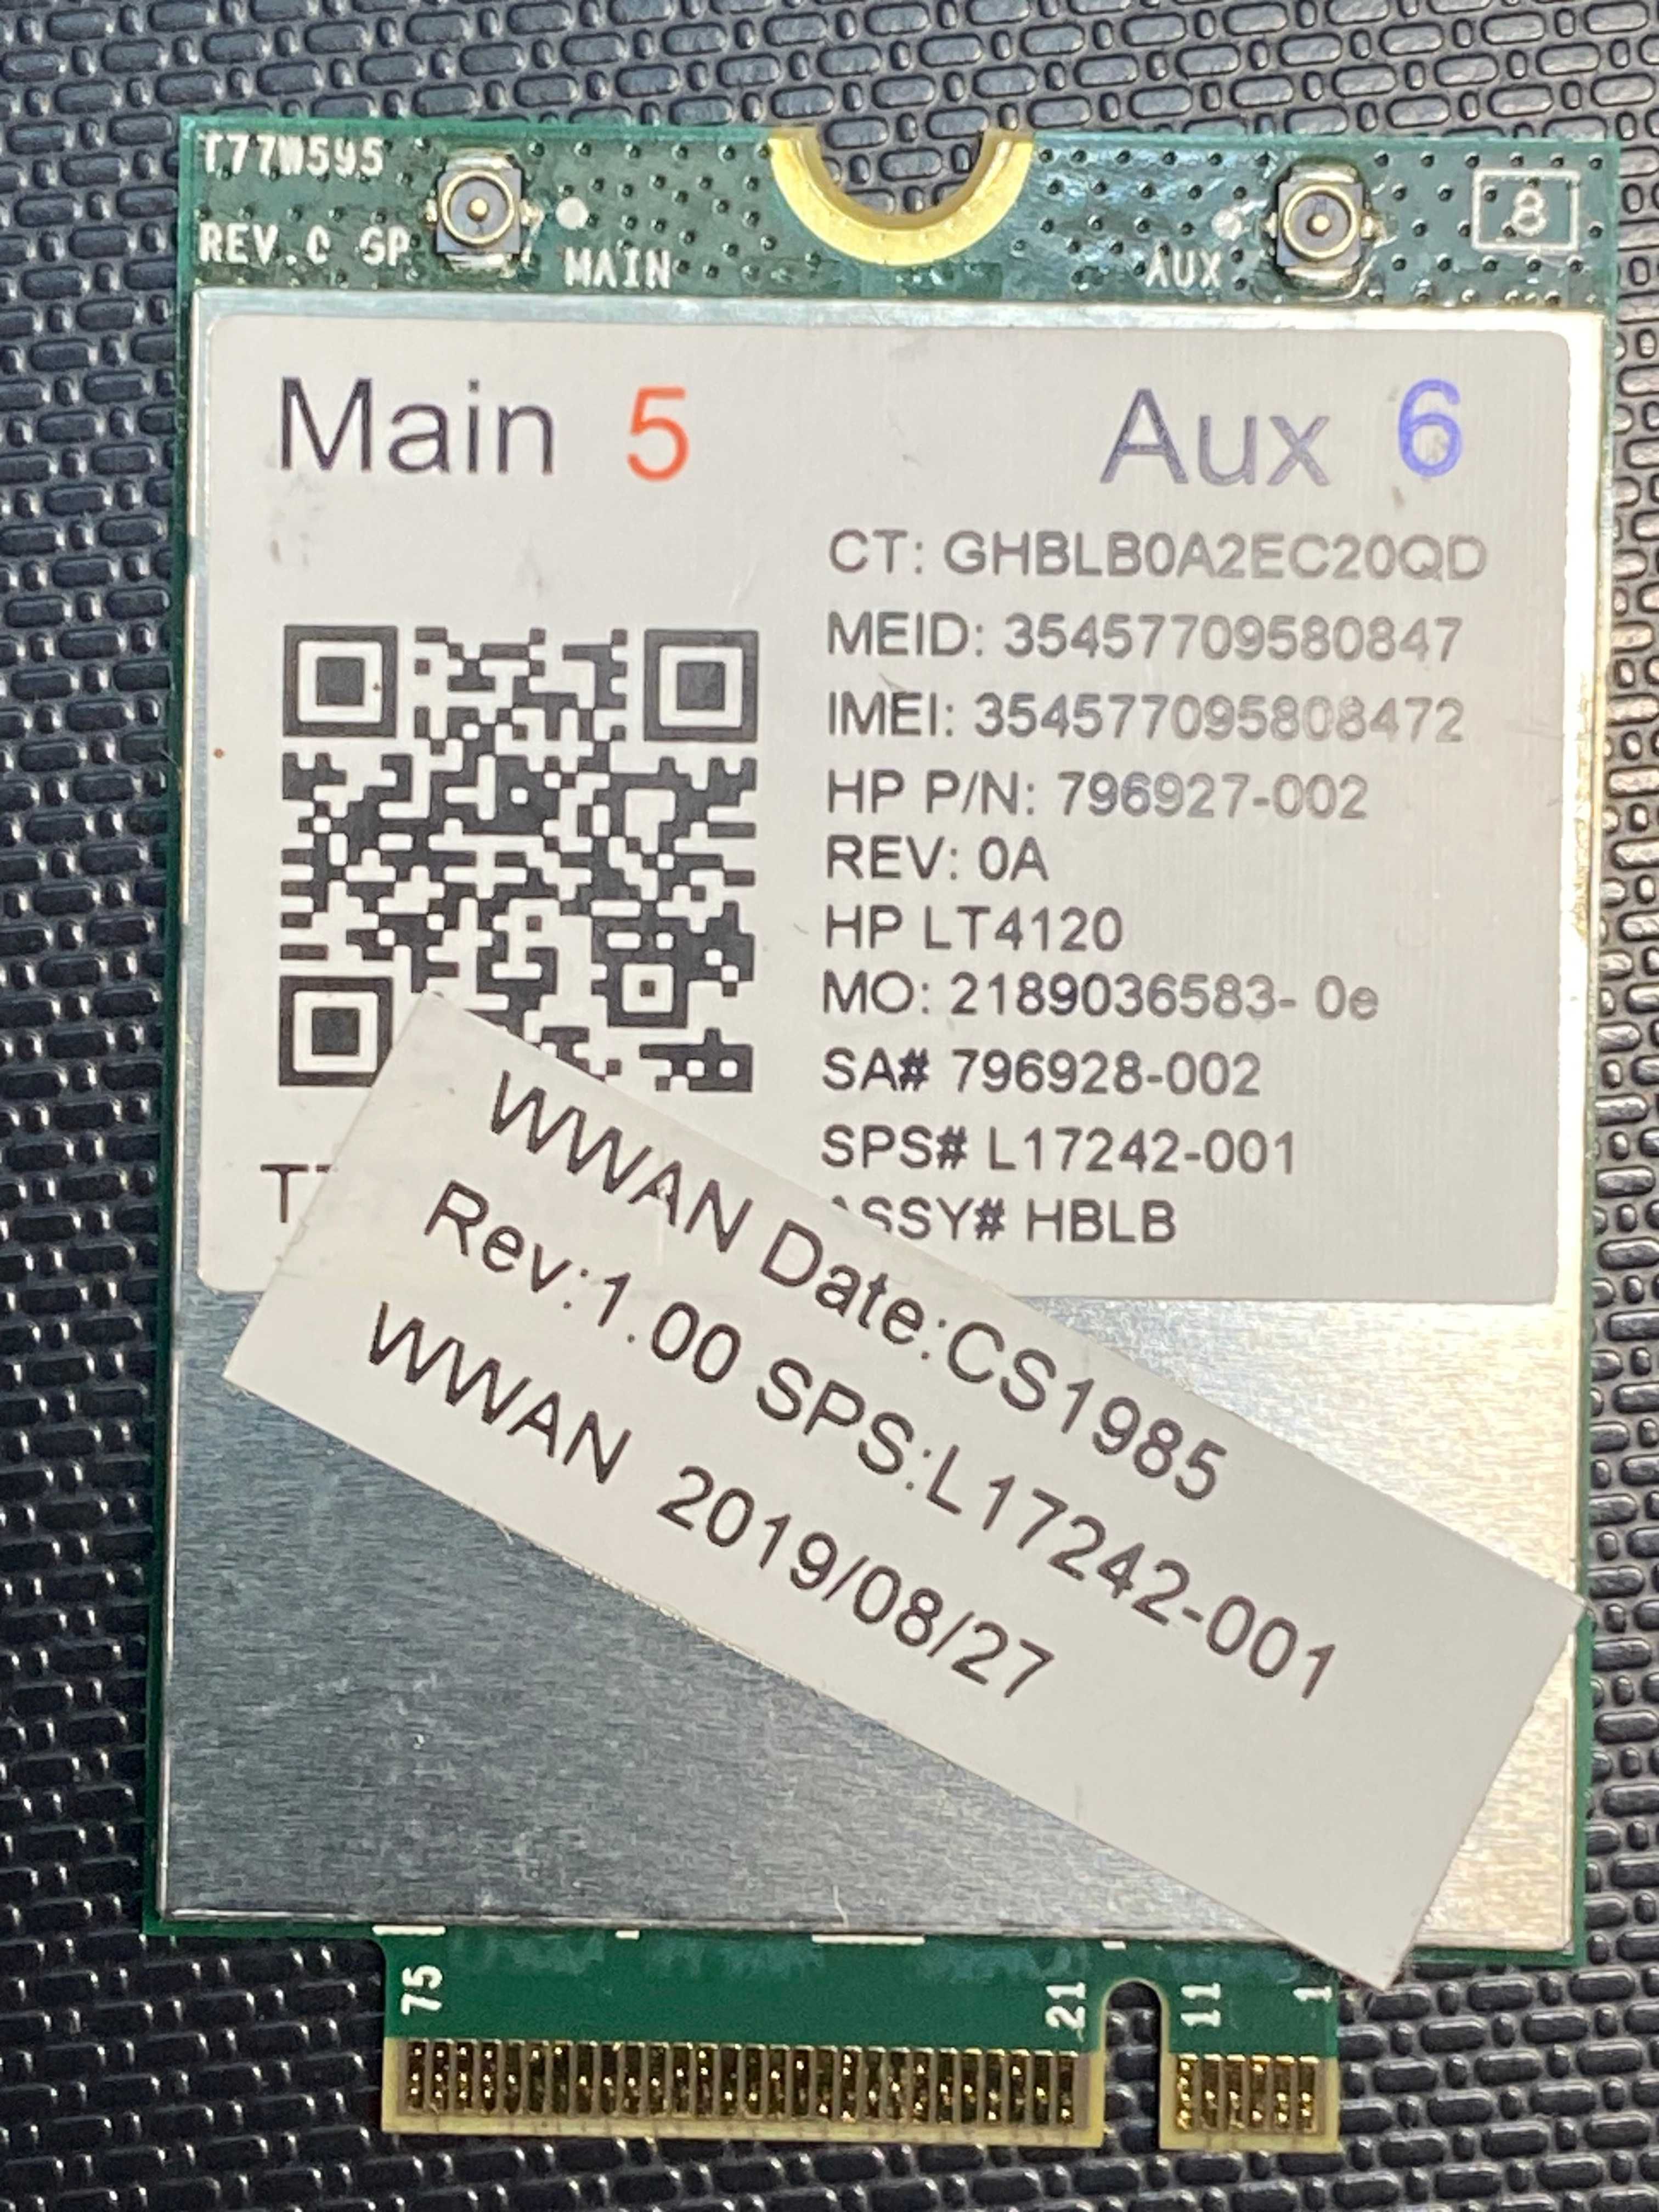 T77W595
REV.0 GP
MAIN
AUX
8
Main 5
Aux 6
CT: GHBLB0A2EC20QD
MEID: 35457709580847
IMEI: 354577095808472
HP P/N: 796927-002
REV: 0A
HP LT4120
MO: 2189036583- 0e
SA# 796928-002
SPS# L17242-001
ASSY# HBLB
WWAN Date:CS1985
Rev:1.00 SPS:L17242-001
WWAN 2019/08/27
75
21
11
1